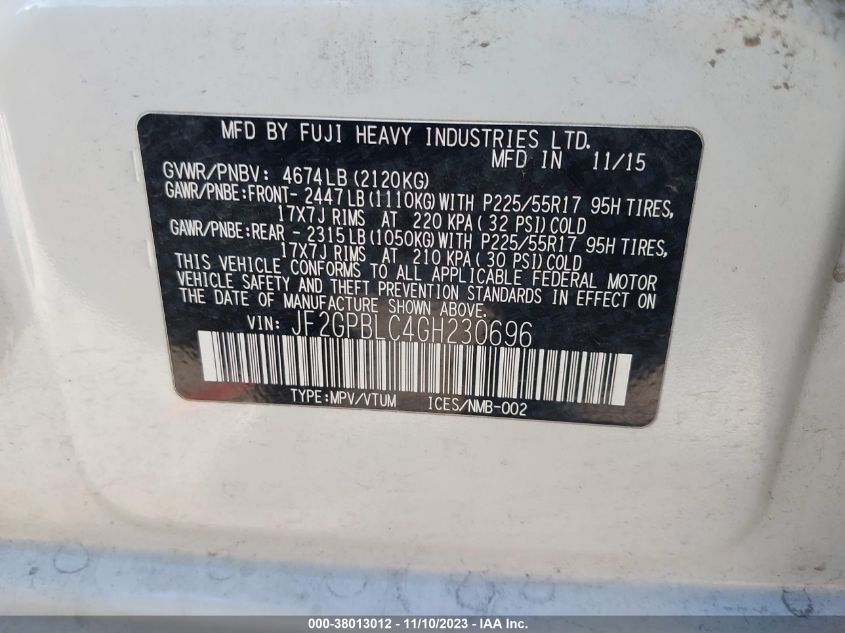 MFD BY FUJI HEAVY INDUSTRIES LTD.
MFD IN 11/15
GVWR/PNBV: 4674LB(2120KG)
GAWR/PNBE:FRONT- 2447LB(1110KG)WITH P225/55R17 95H TIRES,
17X7J RIMS AT 220 KPA( 32 PSI)COLD
GAWR/PNBE:REAR - 2315LB(1050KG)WITH P225/55R17 95H TIRES,
17X7J RIMS AT 210 KPA( 30 PSI)COLD
THIS VEHICLE CONFORMS TO ALL APPLICABLE FEDERAL MOTOR
VEHICLE SAFETY AND THEFT PREVENTION STANDARDS IN EFFECT ON
THE DATE OF MANUFACTURE SHOWN ABOVE.
VIN: JF2GPBLC4GH230696
TYPE:MPV/VTUM ICES/NMB-002
000-38013012 - 11/10/2023 - IAA Inc.